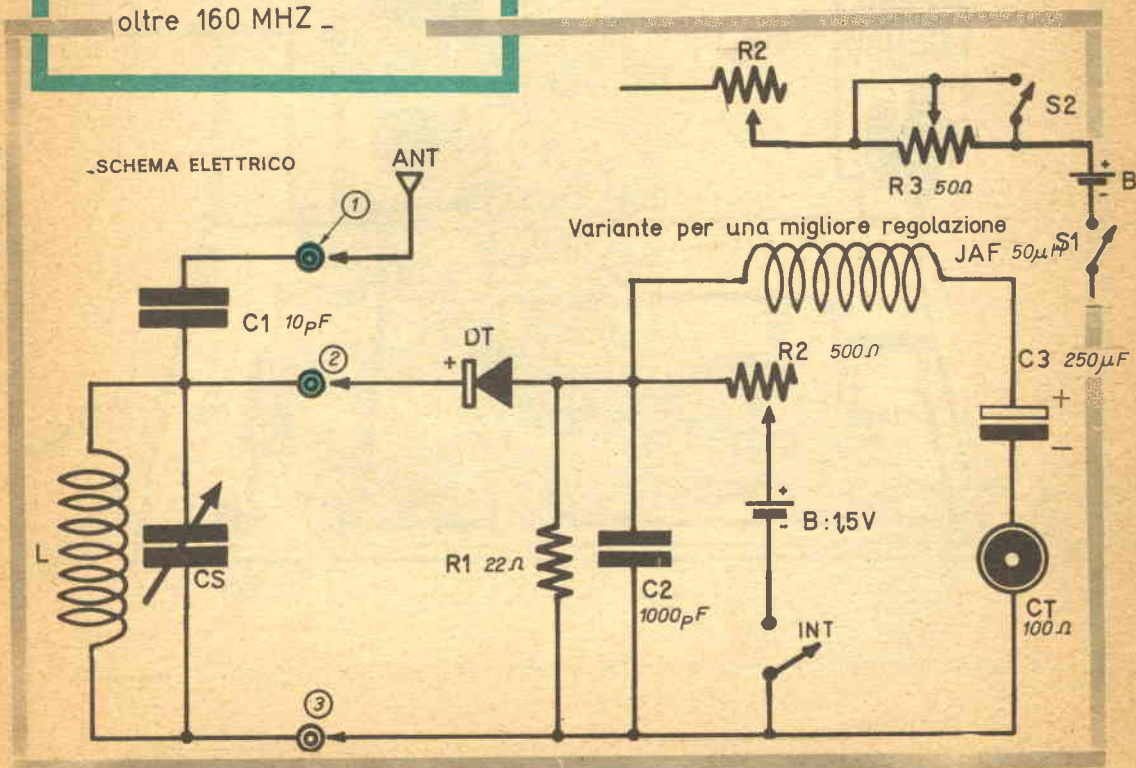 oltre 160 MHZ _
R2
S2
R3 50Ω
+
B
-
S1
Variante per una migliore regolazione
-SCHEMA ELETTRICO
ANT
1
JAF 50µH
C1 10pF
2
+
DT
R2 500Ω
C3 250µF
+
-
L
CS
R1 22Ω
C2
1000pF
+
-
B:1,5V
INT
CT
100Ω
3